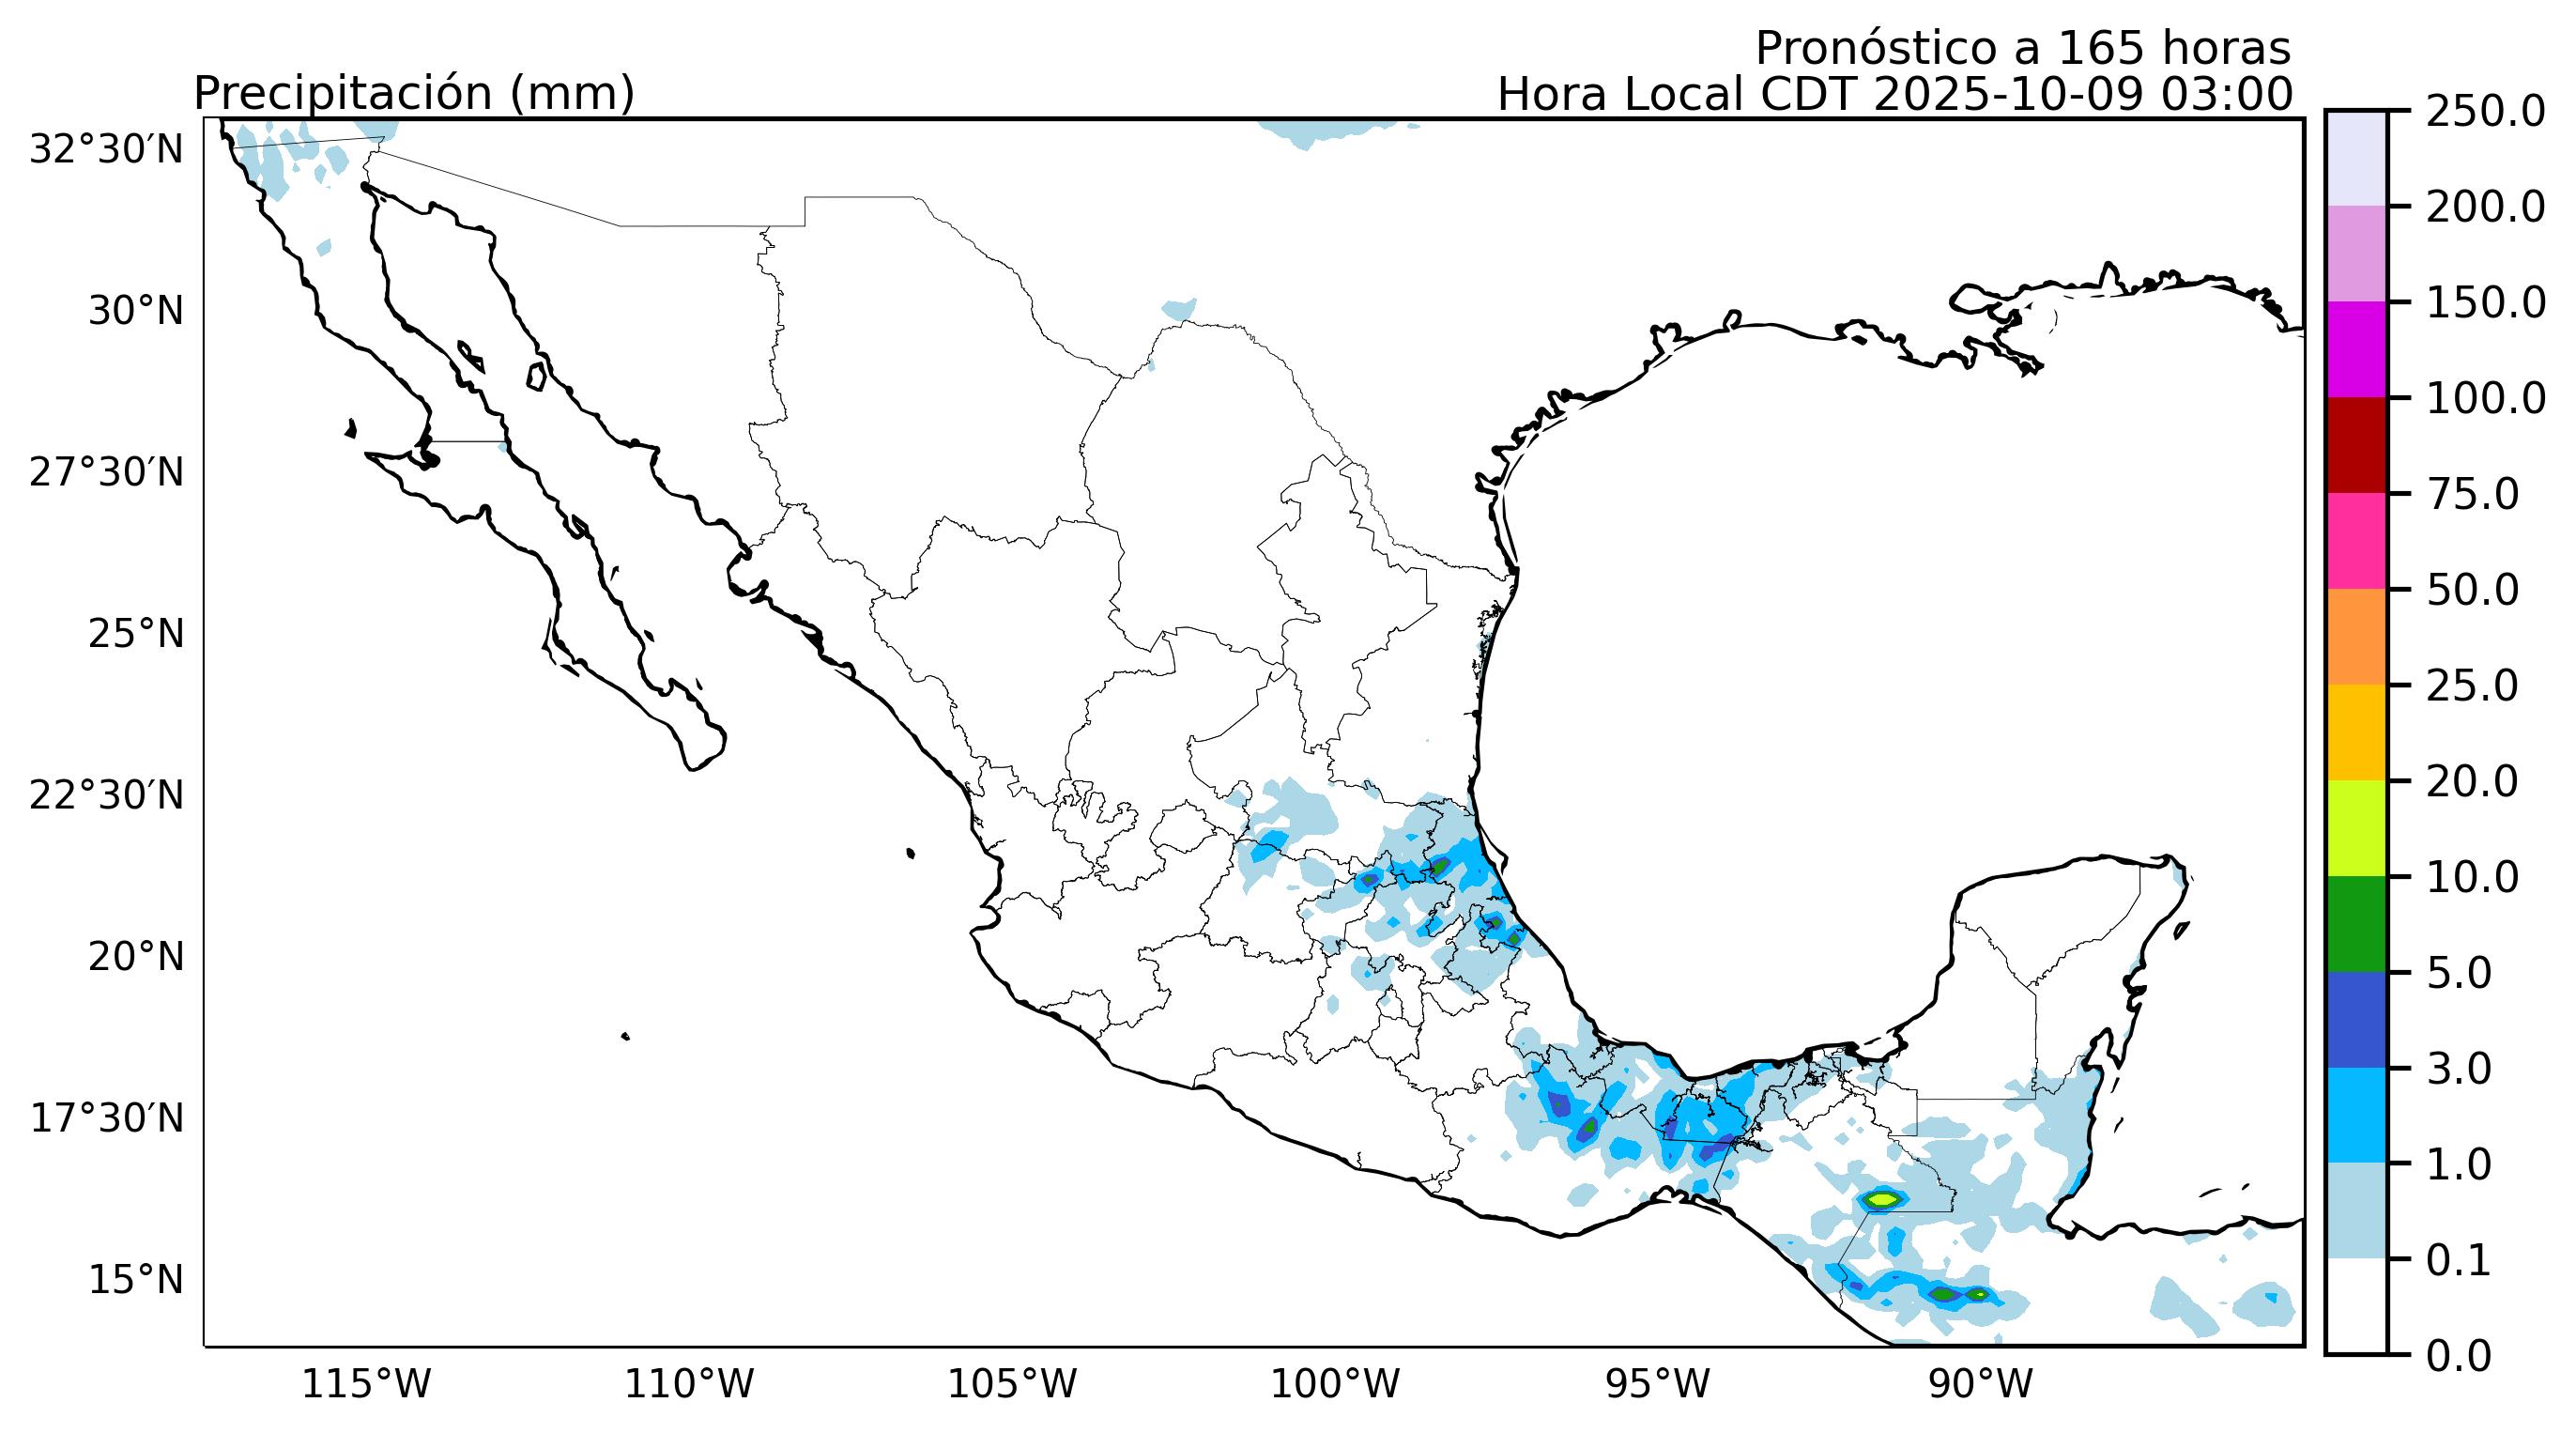 Pronóstico a 165 horas
Precipitación (mm)
Hora Local CDT 2025-10-09 03:00
32°30′N
30°N
27°30′N
25°N
22°30′N
20°N
17°30′N
15°N
115°W
110°W
105°W
100°W
95°W
90°W
250.0
200.0
150.0
100.0
75.0
50.0
25.0
20.0
10.0
5.0
3.0
1.0
0.1
0.0